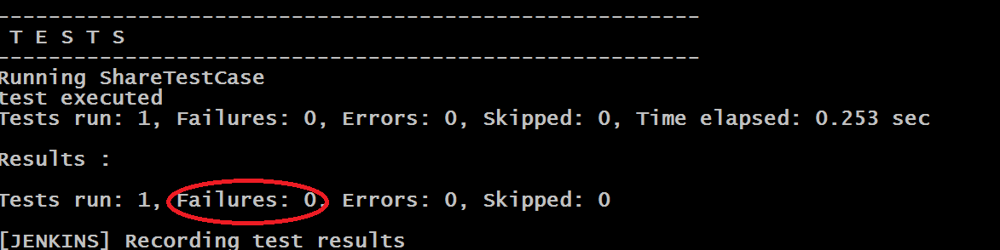 -------------------------------------------------------
T E S T S
-------------------------------------------------------
Running ShareTestCase
test executed
Tests run: 1, Failures: 0, Errors: 0, Skipped: 0, Time elapsed: 0.253 sec
Results :
Tests run: 1, Failures: 0, Errors: 0, Skipped: 0
[JENKINS] Recording test results